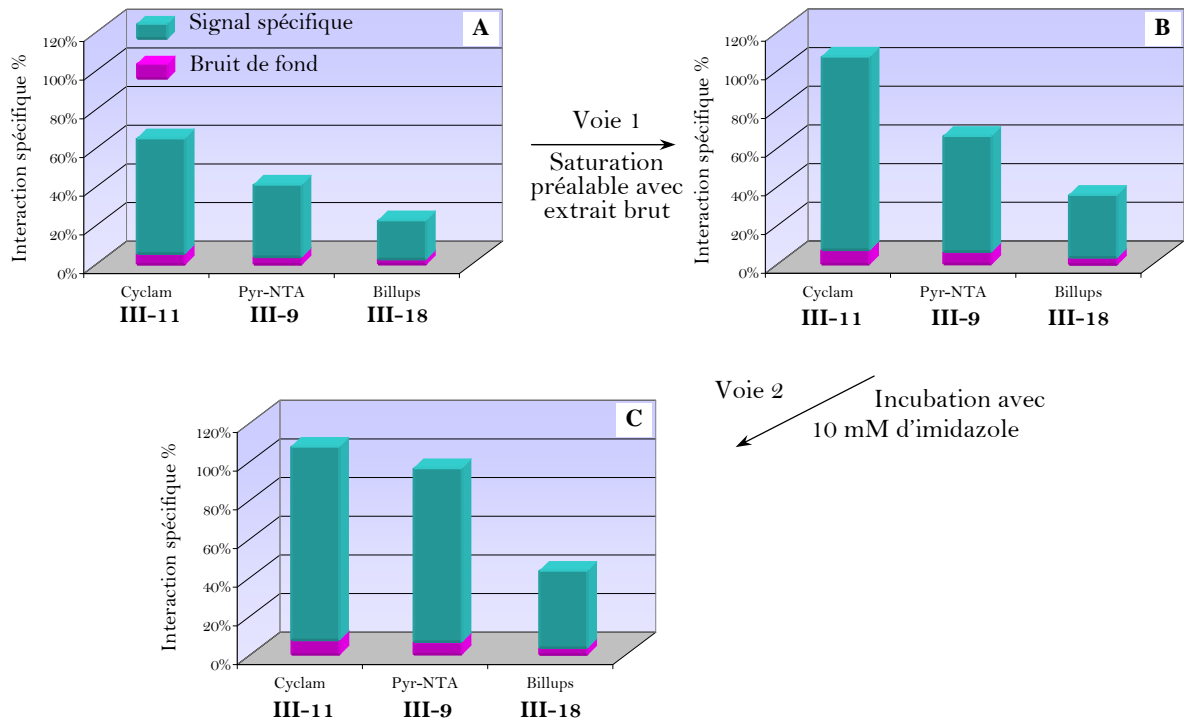 A
Signal spécifique
Bruit de fond
Interaction spécifique %
120%
100%
80%
60%
40%
20%
0%
Cyclam
Pyr-NTA
Billups
III-11
III-9
III-18
Voie 1
Saturation
préalable avec
extrait brut
B
Interaction spécifique %
120%
100%
80%
60%
40%
20%
0%
Cyclam
Pyr-NTA
Billups
III-11
III-9
III-18
Voie 2
Incubation avec
10 mM d'imidazole
C
Interaction spécifique %
120%
100%
80%
60%
40%
20%
0%
Cyclam
Pyr-NTA
Billups
III-11
III-9
III-18